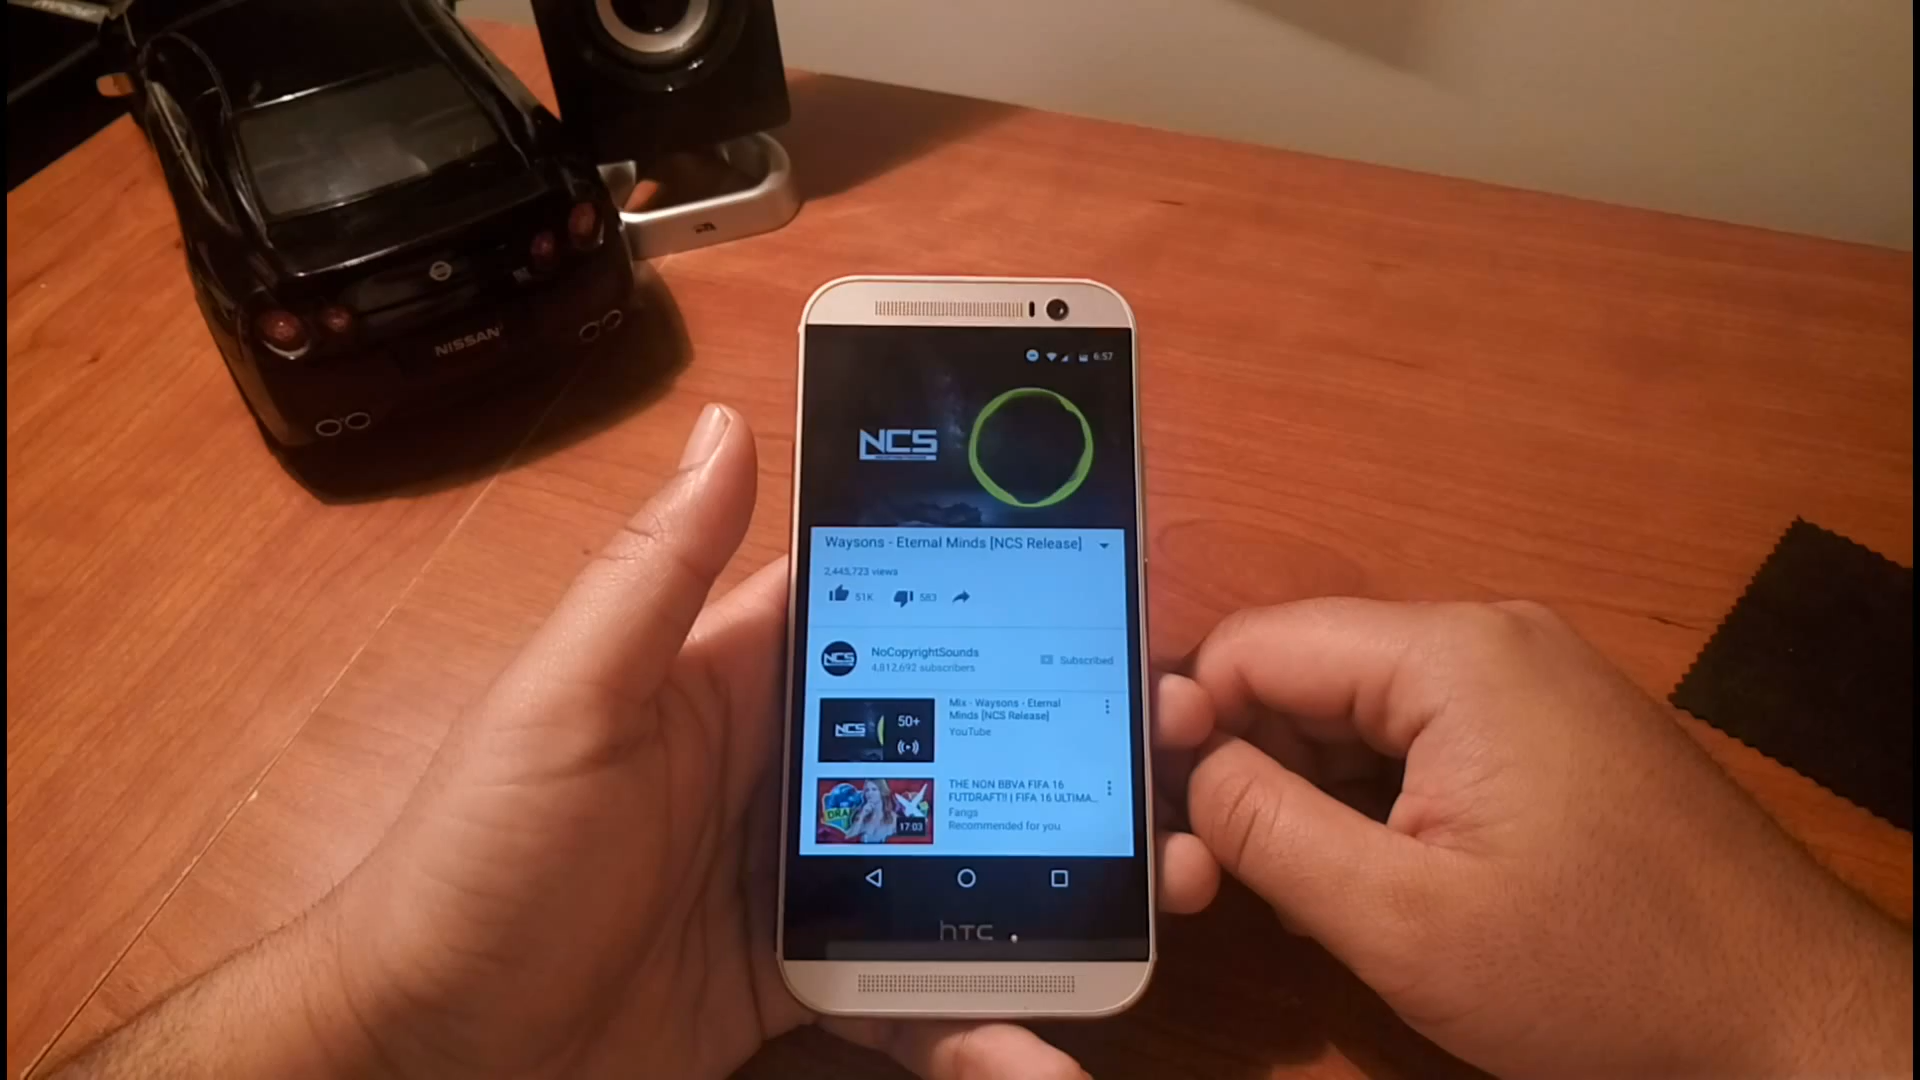 NISSAN
6:57
NCS
Waysons - Eternal Minds [NCS Release]
2,445,723 views
51K
583
NCS
NoCopyrightSounds
4,812,692 subscribers
Subscribed
NCS
50+
Mix - Waysons - Eternal
Minds [NCS Release]
YouTube
DRA
17:03
THE NON BBVA FIFA 16
FUTDRAFT!! | FIFA 16 ULTIMA...
Fangs
Recommended for you
hTC